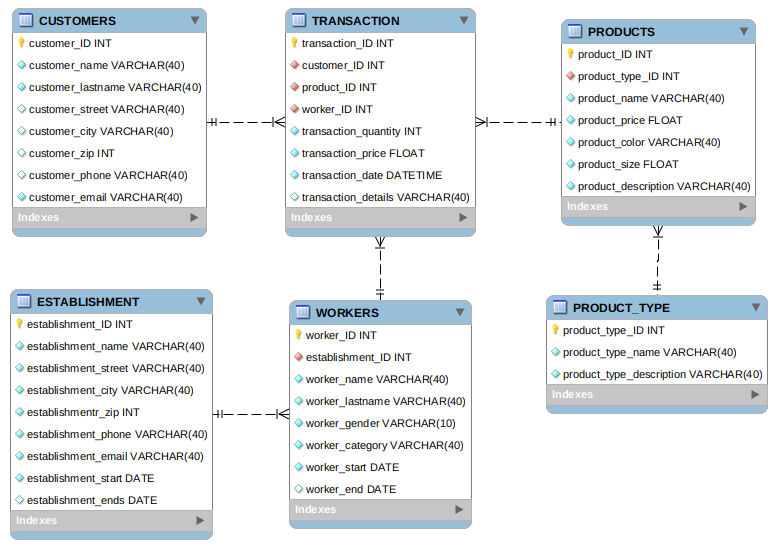 CUSTOMERS
customer_ID INT
customer_name VARCHAR(40)
customer_lastname VARCHAR(40)
customer_street VARCHAR(40)
customer_city VARCHAR(40)
customer_zip INT
customer_phone VARCHAR(40)
customer_email VARCHAR(40)
Indexes
TRANSACTION
transaction_ID INT
customer_ID INT
product_ID INT
worker_ID INT
transaction_quantity INT
transaction_price FLOAT
transaction_date DATETIME
transaction_details VARCHAR(40)
Indexes
PRODUCTS
product_ID INT
product_type_ID INT
product_name VARCHAR(40)
product_price FLOAT
product_color VARCHAR(40)
product_size FLOAT
product_description VARCHAR(40)
Indexes
ESTABLISHMENT
establishment_ID INT
establishment_name VARCHAR(40)
establishment_street VARCHAR(40)
establishment_city VARCHAR(40)
establishmentr_zip INT
establishment_phone VARCHAR(40)
establishment_email VARCHAR(40)
establishment_start DATE
establishment_ends DATE
Indexes
WORKERS
worker_ID INT
establishment_ID INT
worker_name VARCHAR(40)
worker_lastname VARCHAR(40)
worker_gender VARCHAR(10)
worker_category VARCHAR(40)
worker_start DATE
worker_end DATE
Indexes
PRODUCT_TYPE
product_type_ID INT
product_type_name VARCHAR(40)
product_type_description VARCHAR(40)
Indexes